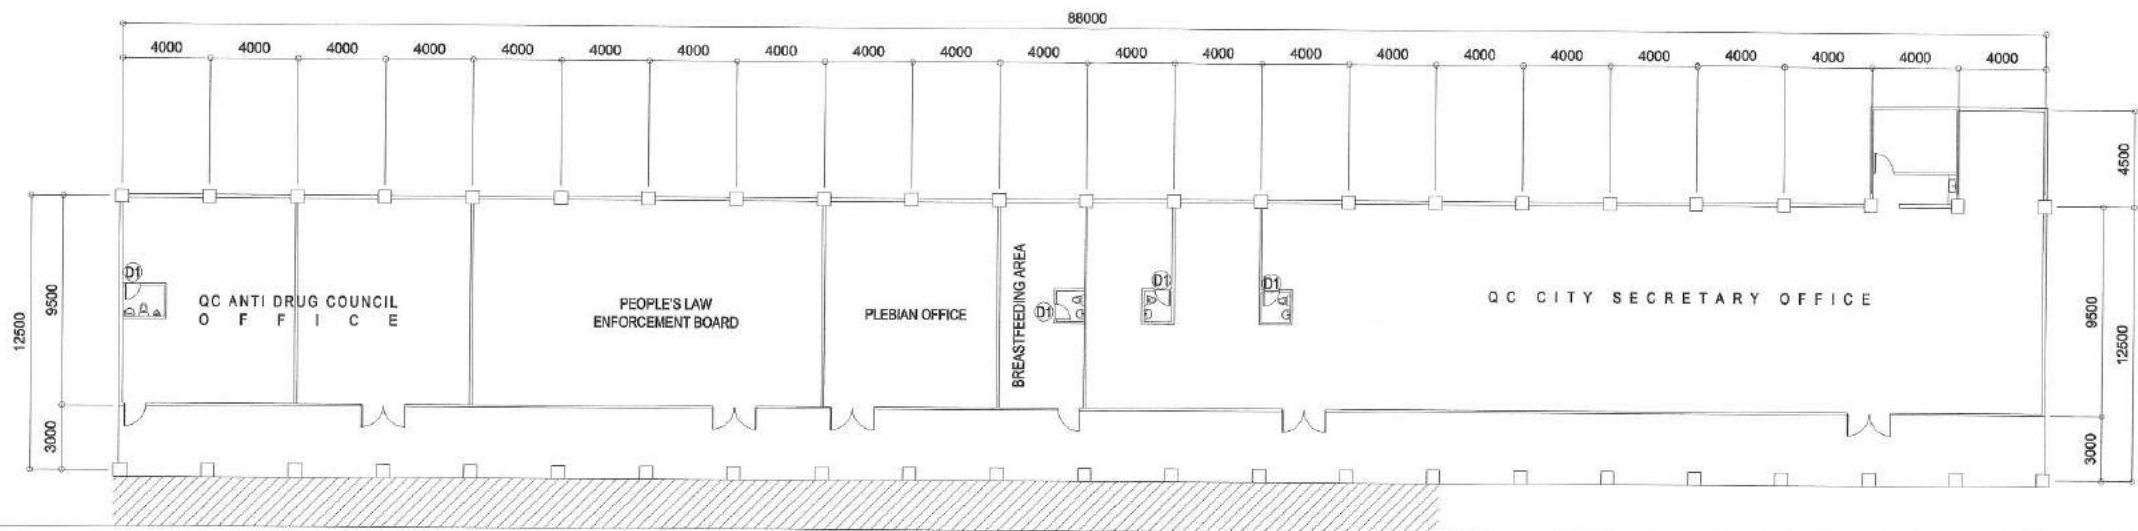 88000
4000 4000 4000 4000 4000 4000 4000 4000 4000 4000 4000 4000 4000 4000 4000 4000 4000 4000 4000 4000 4000 4000
4500
12500
9500
3000
D1
QC ANTI DRUG COUNCIL
OFFICE
PEOPLE'S LAW
ENFORCEMENT BOARD
PLEBIAN OFFICE
BREASTFEEDING AREA
D1
D1
D1
QC CITY SECRETARY OFFICE
9500
12500
3000